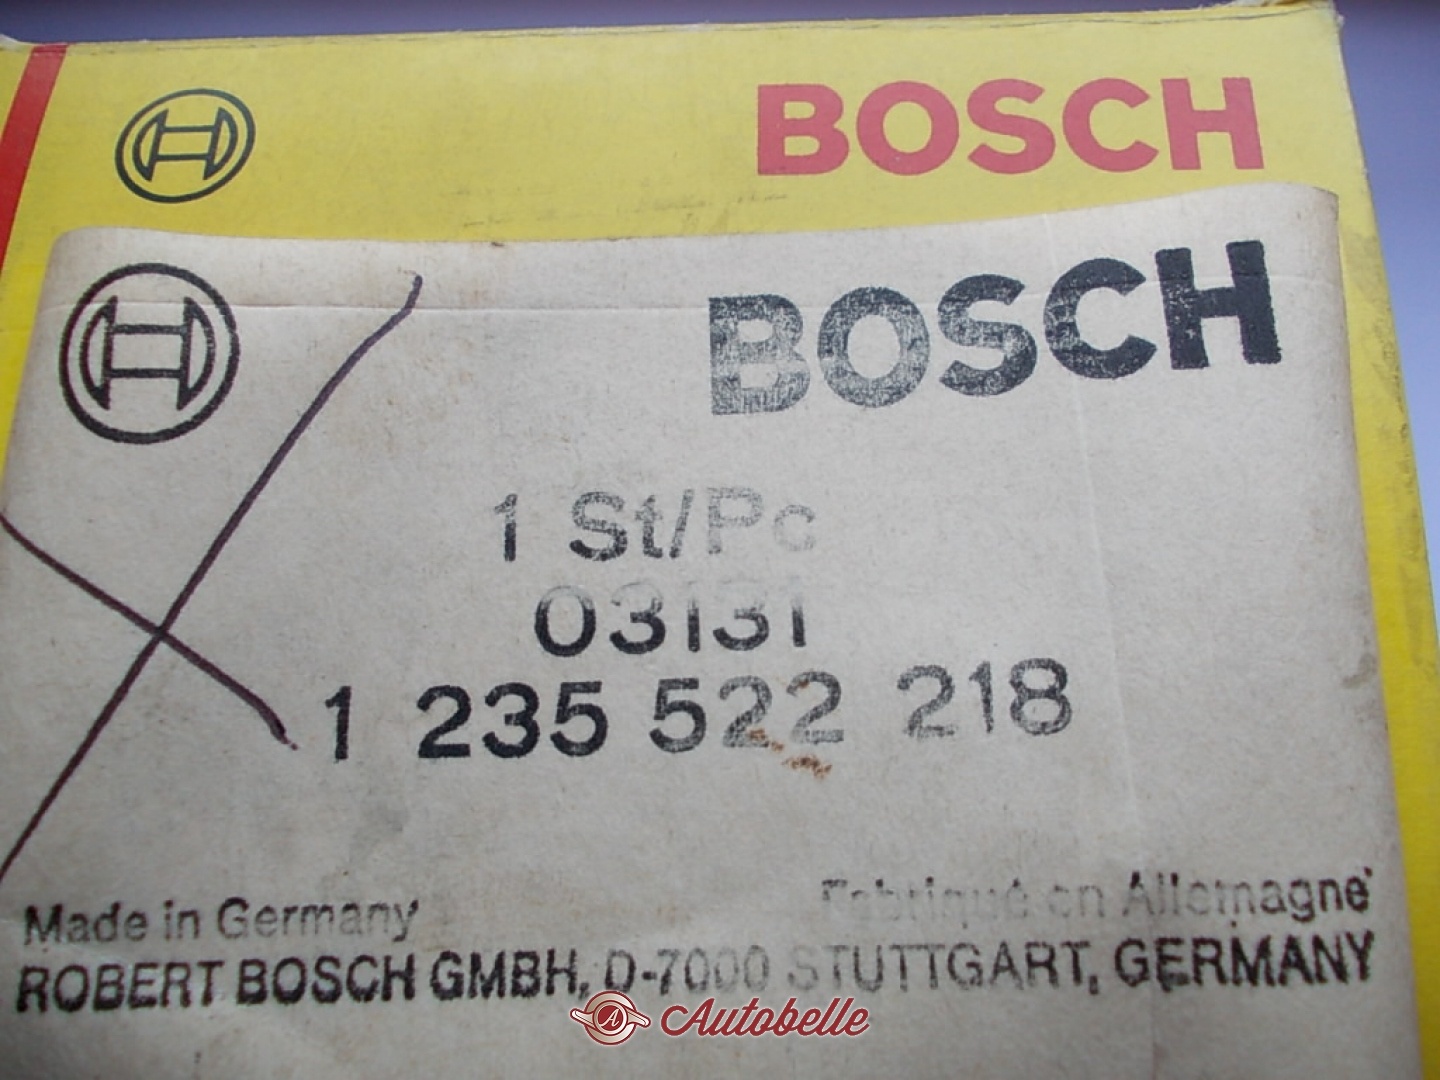 BOSCH
BOSCH
1 St/Pc
03131
1 235 522 218
Made in Germany
Fabriqué en Allemagne
ROBERT BOSCH GMBH, D-7000 STUTTGART, GERMANY
A Autobelle